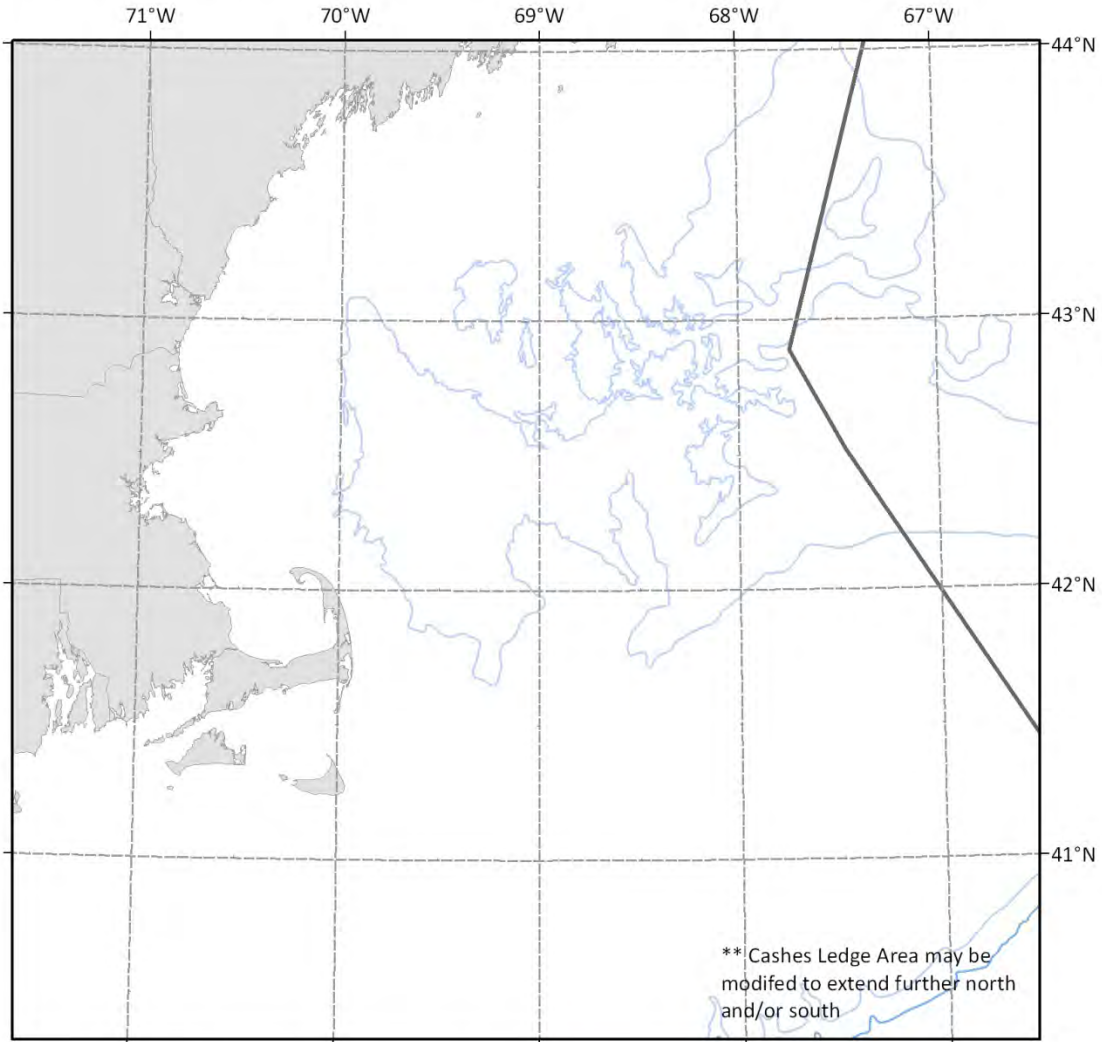 71°W 70°W 69°W 68°W 67°W
44°N
43°N
42°N
41°N
** Cashes Ledge Area may be
modifed to extend further north
and/or south